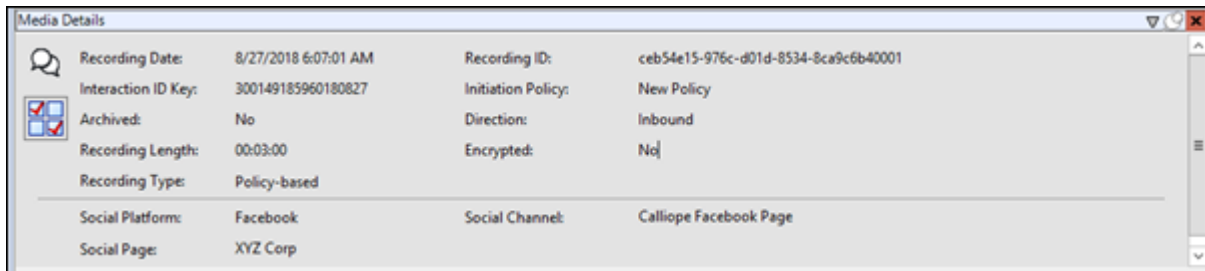 Media Details
Recording Date: 8/27/2018 6:07:01 AM Recording ID: ceb54e15-976c-d01d-8534-8ca9c6b40001
Interaction ID Key: 300149185960180827 Initiation Policy: New Policy
Archived: No Direction: Inbound
Recording Length: 00:03:00 Encrypted: No
Recording Type: Policy-based
Social Platform: Facebook Social Channel: Calliope Facebook Page
Social Page: XYZ Corp